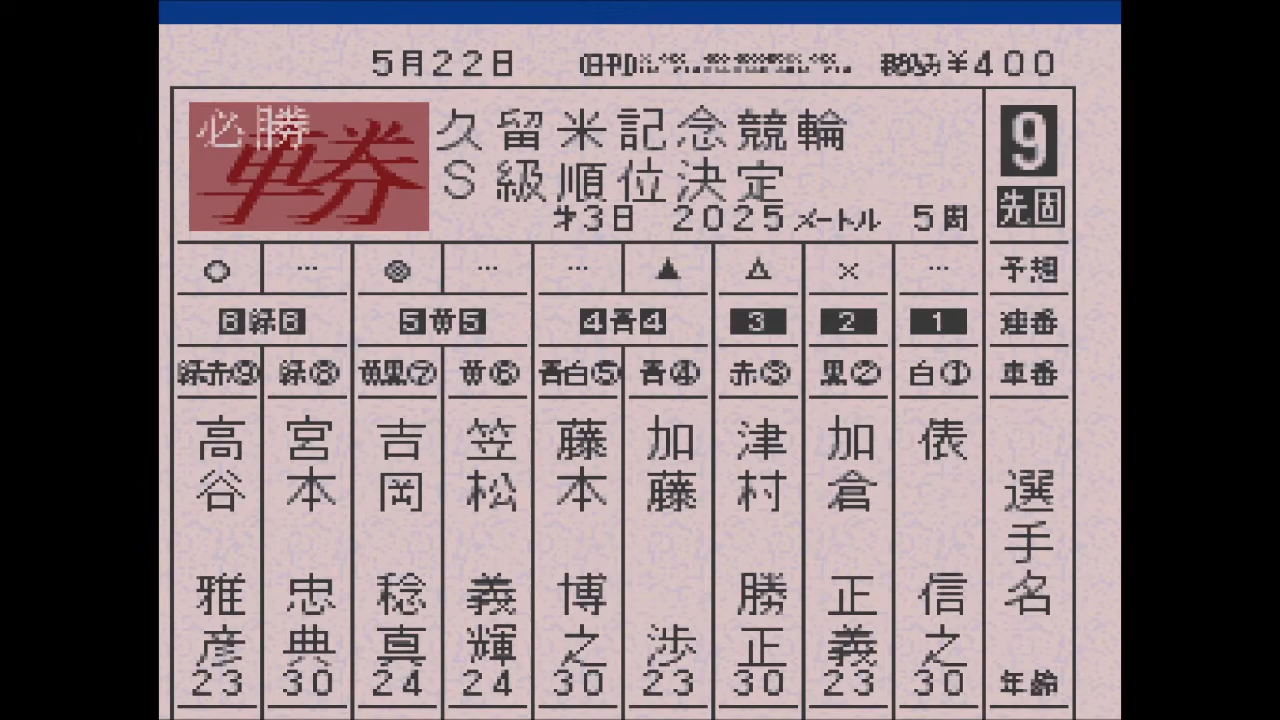 5月22日 ¥400
必勝 車券
久留米記念競輪
S級順位決定
才3日 2025メートル 5周
9
先固
○ … ◎ … … ▲ △ × … 予想
6緑6 5黄5 4青4 3 2 1 連番
緑赤⑨ 緑⑧ 黄黒⑦ 黄⑥ 青白⑤ 青④ 赤③ 黒② 白① 車番
選手名
俵 信之
加倉 正義
津村 勝正
加藤 渉
藤本 博之
笠松 義輝
吉岡 稔真
宮本 忠典
高谷 雅彦
23 30 24 24 30 23 30 23 30 年齢